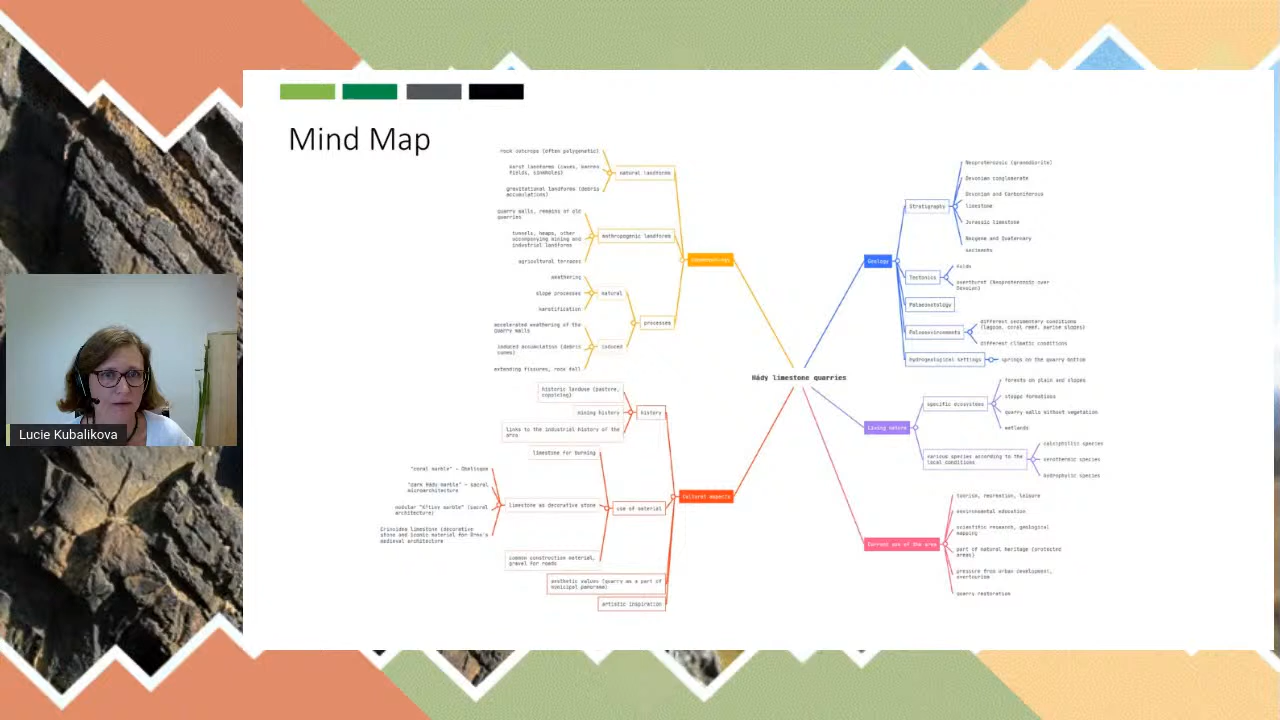 Mind Map
rock outcrops (often polygenetic)
karst landforms (caves, karren
fields, sinkholes)
gravitational landforms (debris
accumulations)
natural landforms
quarry walls, remains of old
quarries
tunnels, heaps, other
accompanying mining and
industrial landforms
agricultural terraces
anthropogenic landforms
weathering
slope processes
karstification
natural
accelerated weathering of the
quarry walls
induced accumulation (debris
cones)
extending fissures, rock fall
induced
processes
Geomorphology
historic landuse (pasture,
coppicing)
mining history
links to the industrial history of the
area
history
limestone for burning
"coral marble" - Obelisque
"dark Hády marble" - sacral
microarchitecture
nodular "Křtiny marble" (sacral
architecture)
Crinoidea limestone (decorative
stone and iconic material for Brno's
medieval architecture
limestone as decorative stone
use of material
common construction material,
gravel for roads
aesthetic values (quarry as a part of
municipal panorama)
artistic inspiration
Cultural aspects
Hády limestone quarries
Geology
Stratigraphy
Neoproterozoic (granodiorite)
Devonian conglomerate
Devonian and Carboniferous
limestone
Jurassic limestone
Neogene and Quaternary
sediments
Tectonics
folds
overthrust (Neoproterozoic over
Devonian)
Palaeontology
Palaeoenvironments
different sedimentary conditions
(lagoon, coral reef, marine slopes)
different climatic conditions
Hydrogeological settings
springs on the quarry bottom
Living nature
specific ecosystems
forests on plain and slopes
steppe formations
quarry walls without vegetation
wetlands
various species according to the
local conditions
calciphilic species
xerothermic species
hydrophylic species
Current use of the area
tourism, recreation, leisure
environmental education
scientific research, geological
mapping
part of natural heritage (protected
areas)
pressure from urban development,
overtourism
quarry restoration
Lucie Kubalikova